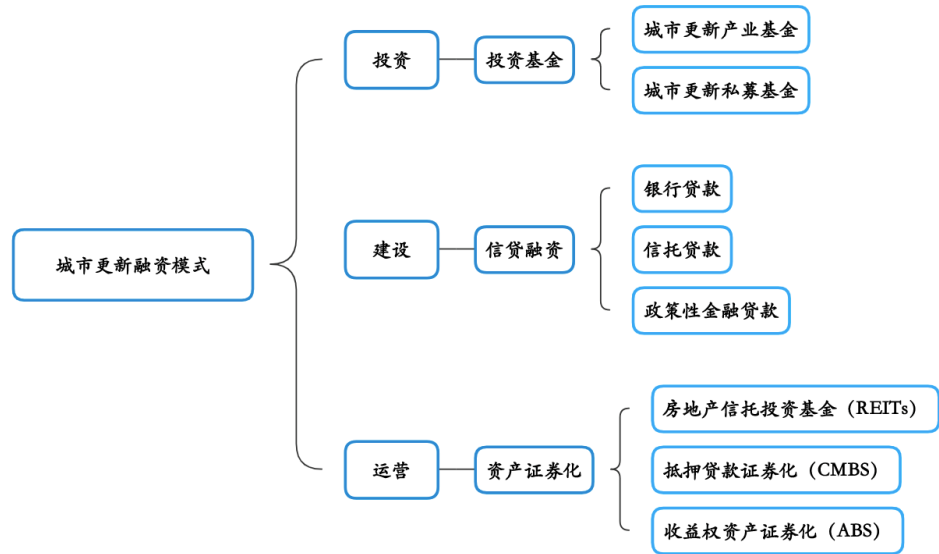 城市更新融资模式
投资
投资基金
城市更新产业基金
城市更新私募基金
建设
信贷融资
银行贷款
信托贷款
政策性金融贷款
运营
资产证券化
房地产信托投资基金（REITs）
抵押贷款证券化（CMBS）
收益权资产证券化（ABS）